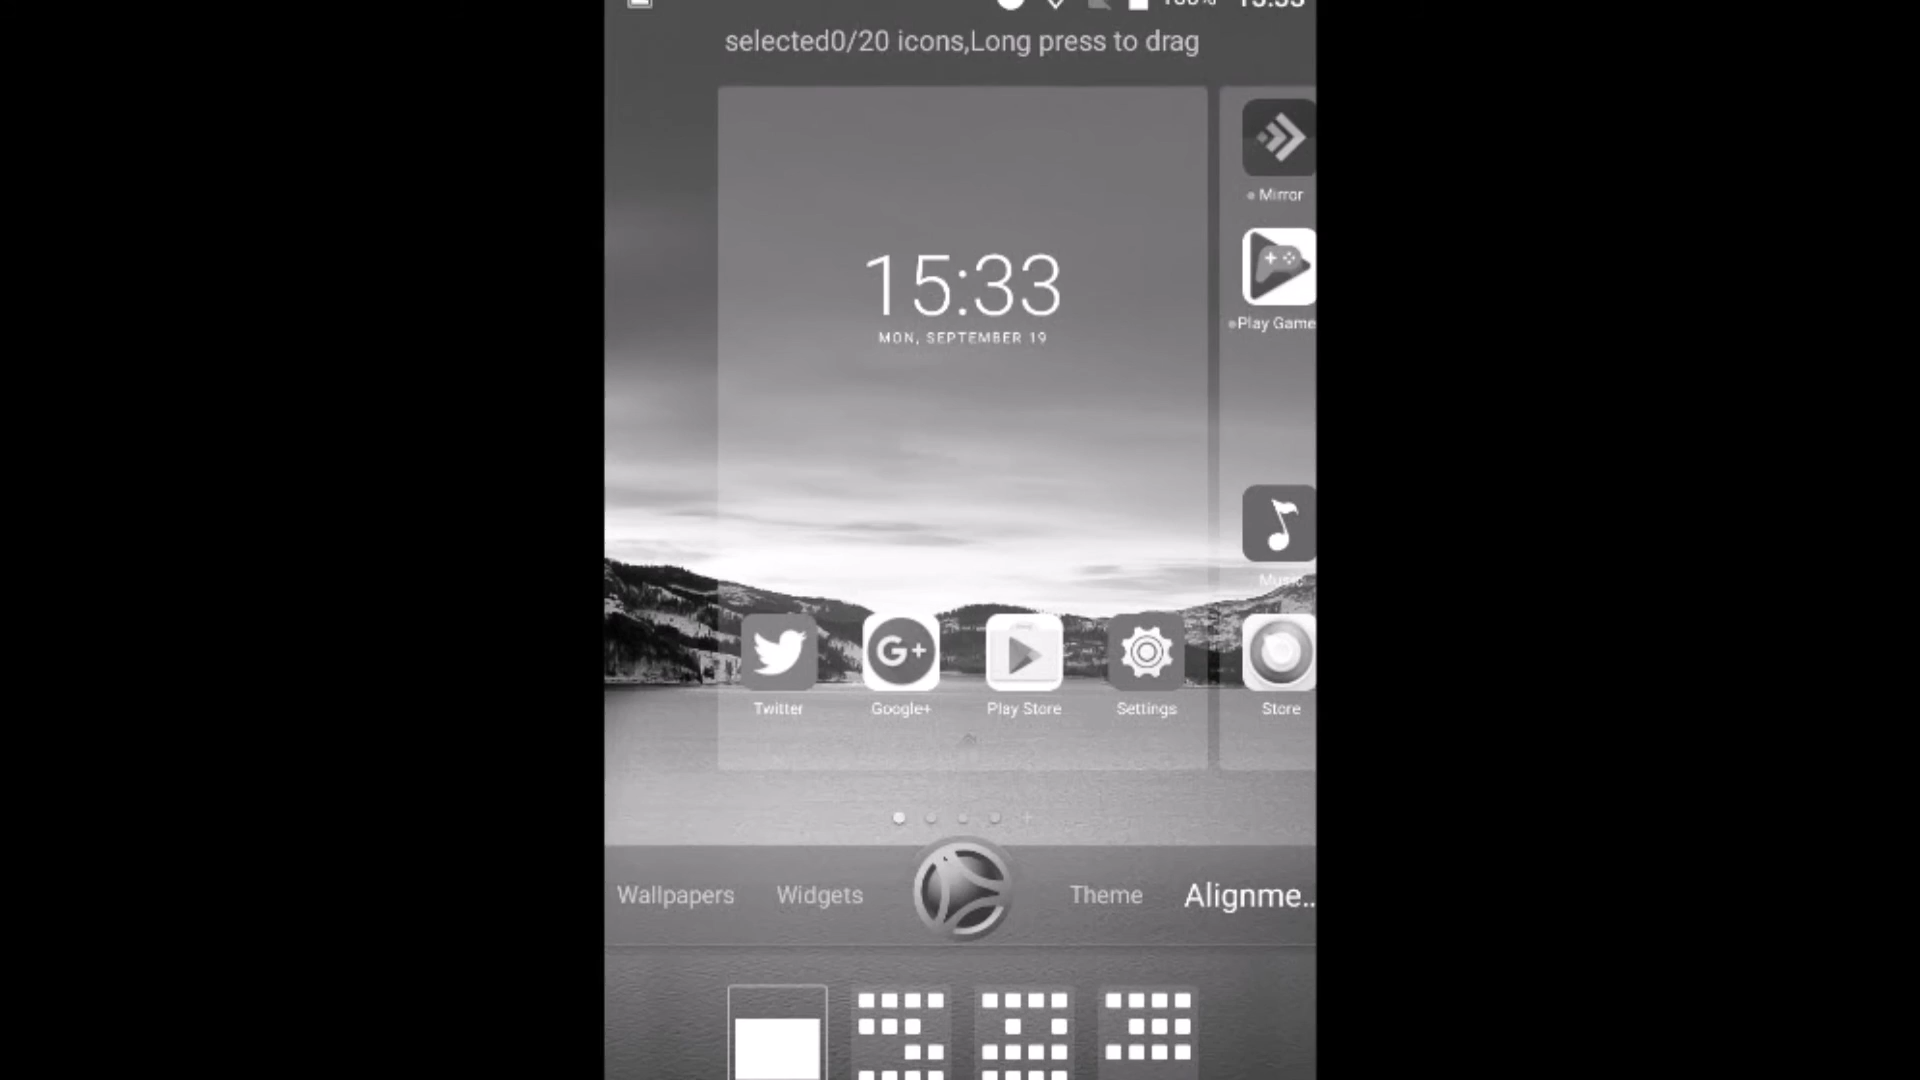 selected0/20 icons,Long press to drag
Mirror
Play Game
15:33
MON, SEPTEMBER 19
Music
Twitter
Google+
Play Store
Settings
Store
Wallpapers
Widgets
Theme
Alignme..